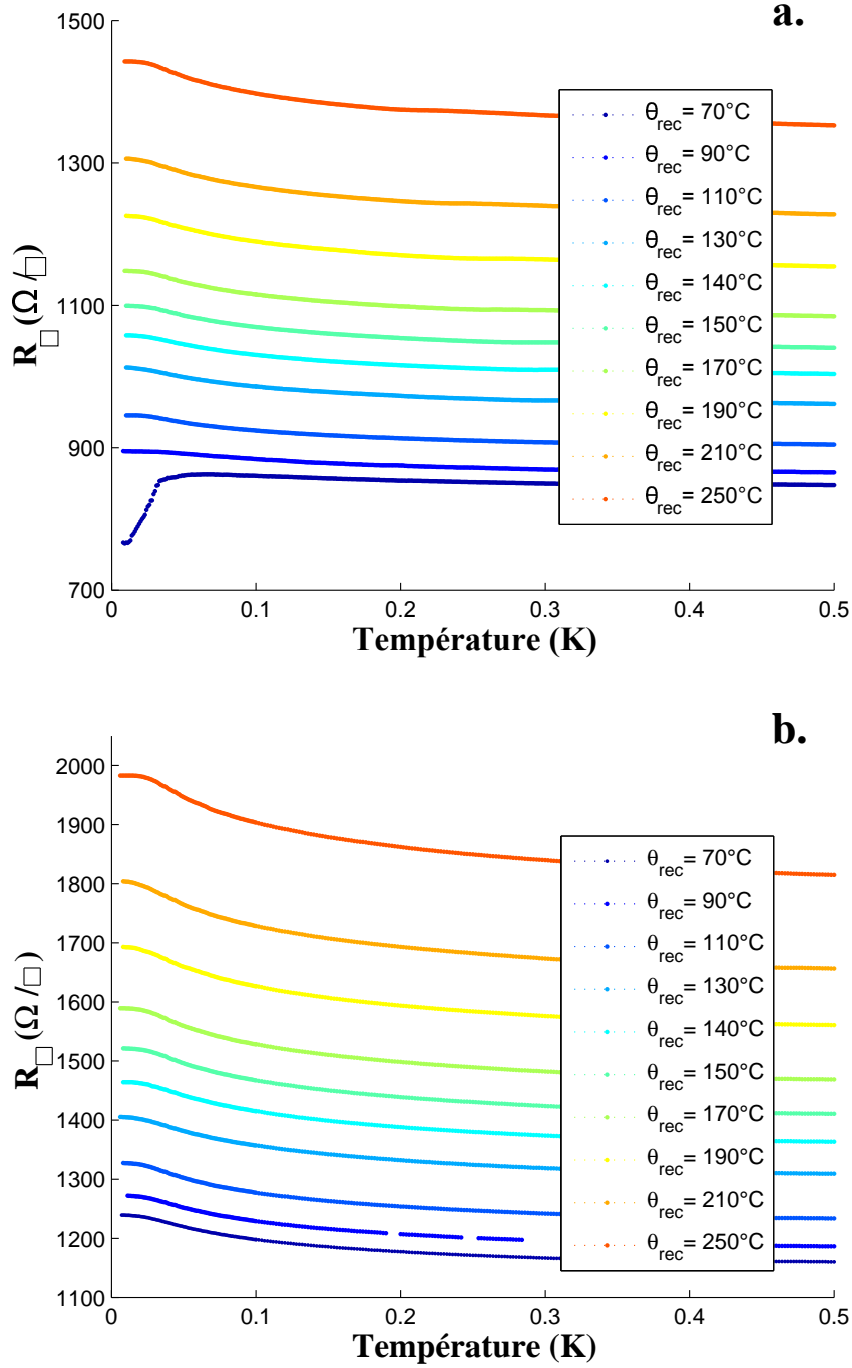 a.
1500
1300
1100
900
700
R□ (Ω/□)
θrec= 70°C
θrec= 90°C
θrec= 110°C
θrec= 130°C
θrec= 140°C
θrec= 150°C
θrec= 170°C
θrec= 190°C
θrec= 210°C
θrec= 250°C
0 0.1 0.2 0.3 0.4 0.5
Température (K)
b.
2000
1900
1800
1700
1600
1500
1400
1300
1200
1100
R□ (Ω/□)
θrec= 70°C
θrec= 90°C
θrec= 110°C
θrec= 130°C
θrec= 140°C
θrec= 150°C
θrec= 170°C
θrec= 190°C
θrec= 210°C
θrec= 250°C
0 0.1 0.2 0.3 0.4 0.5
Température (K)